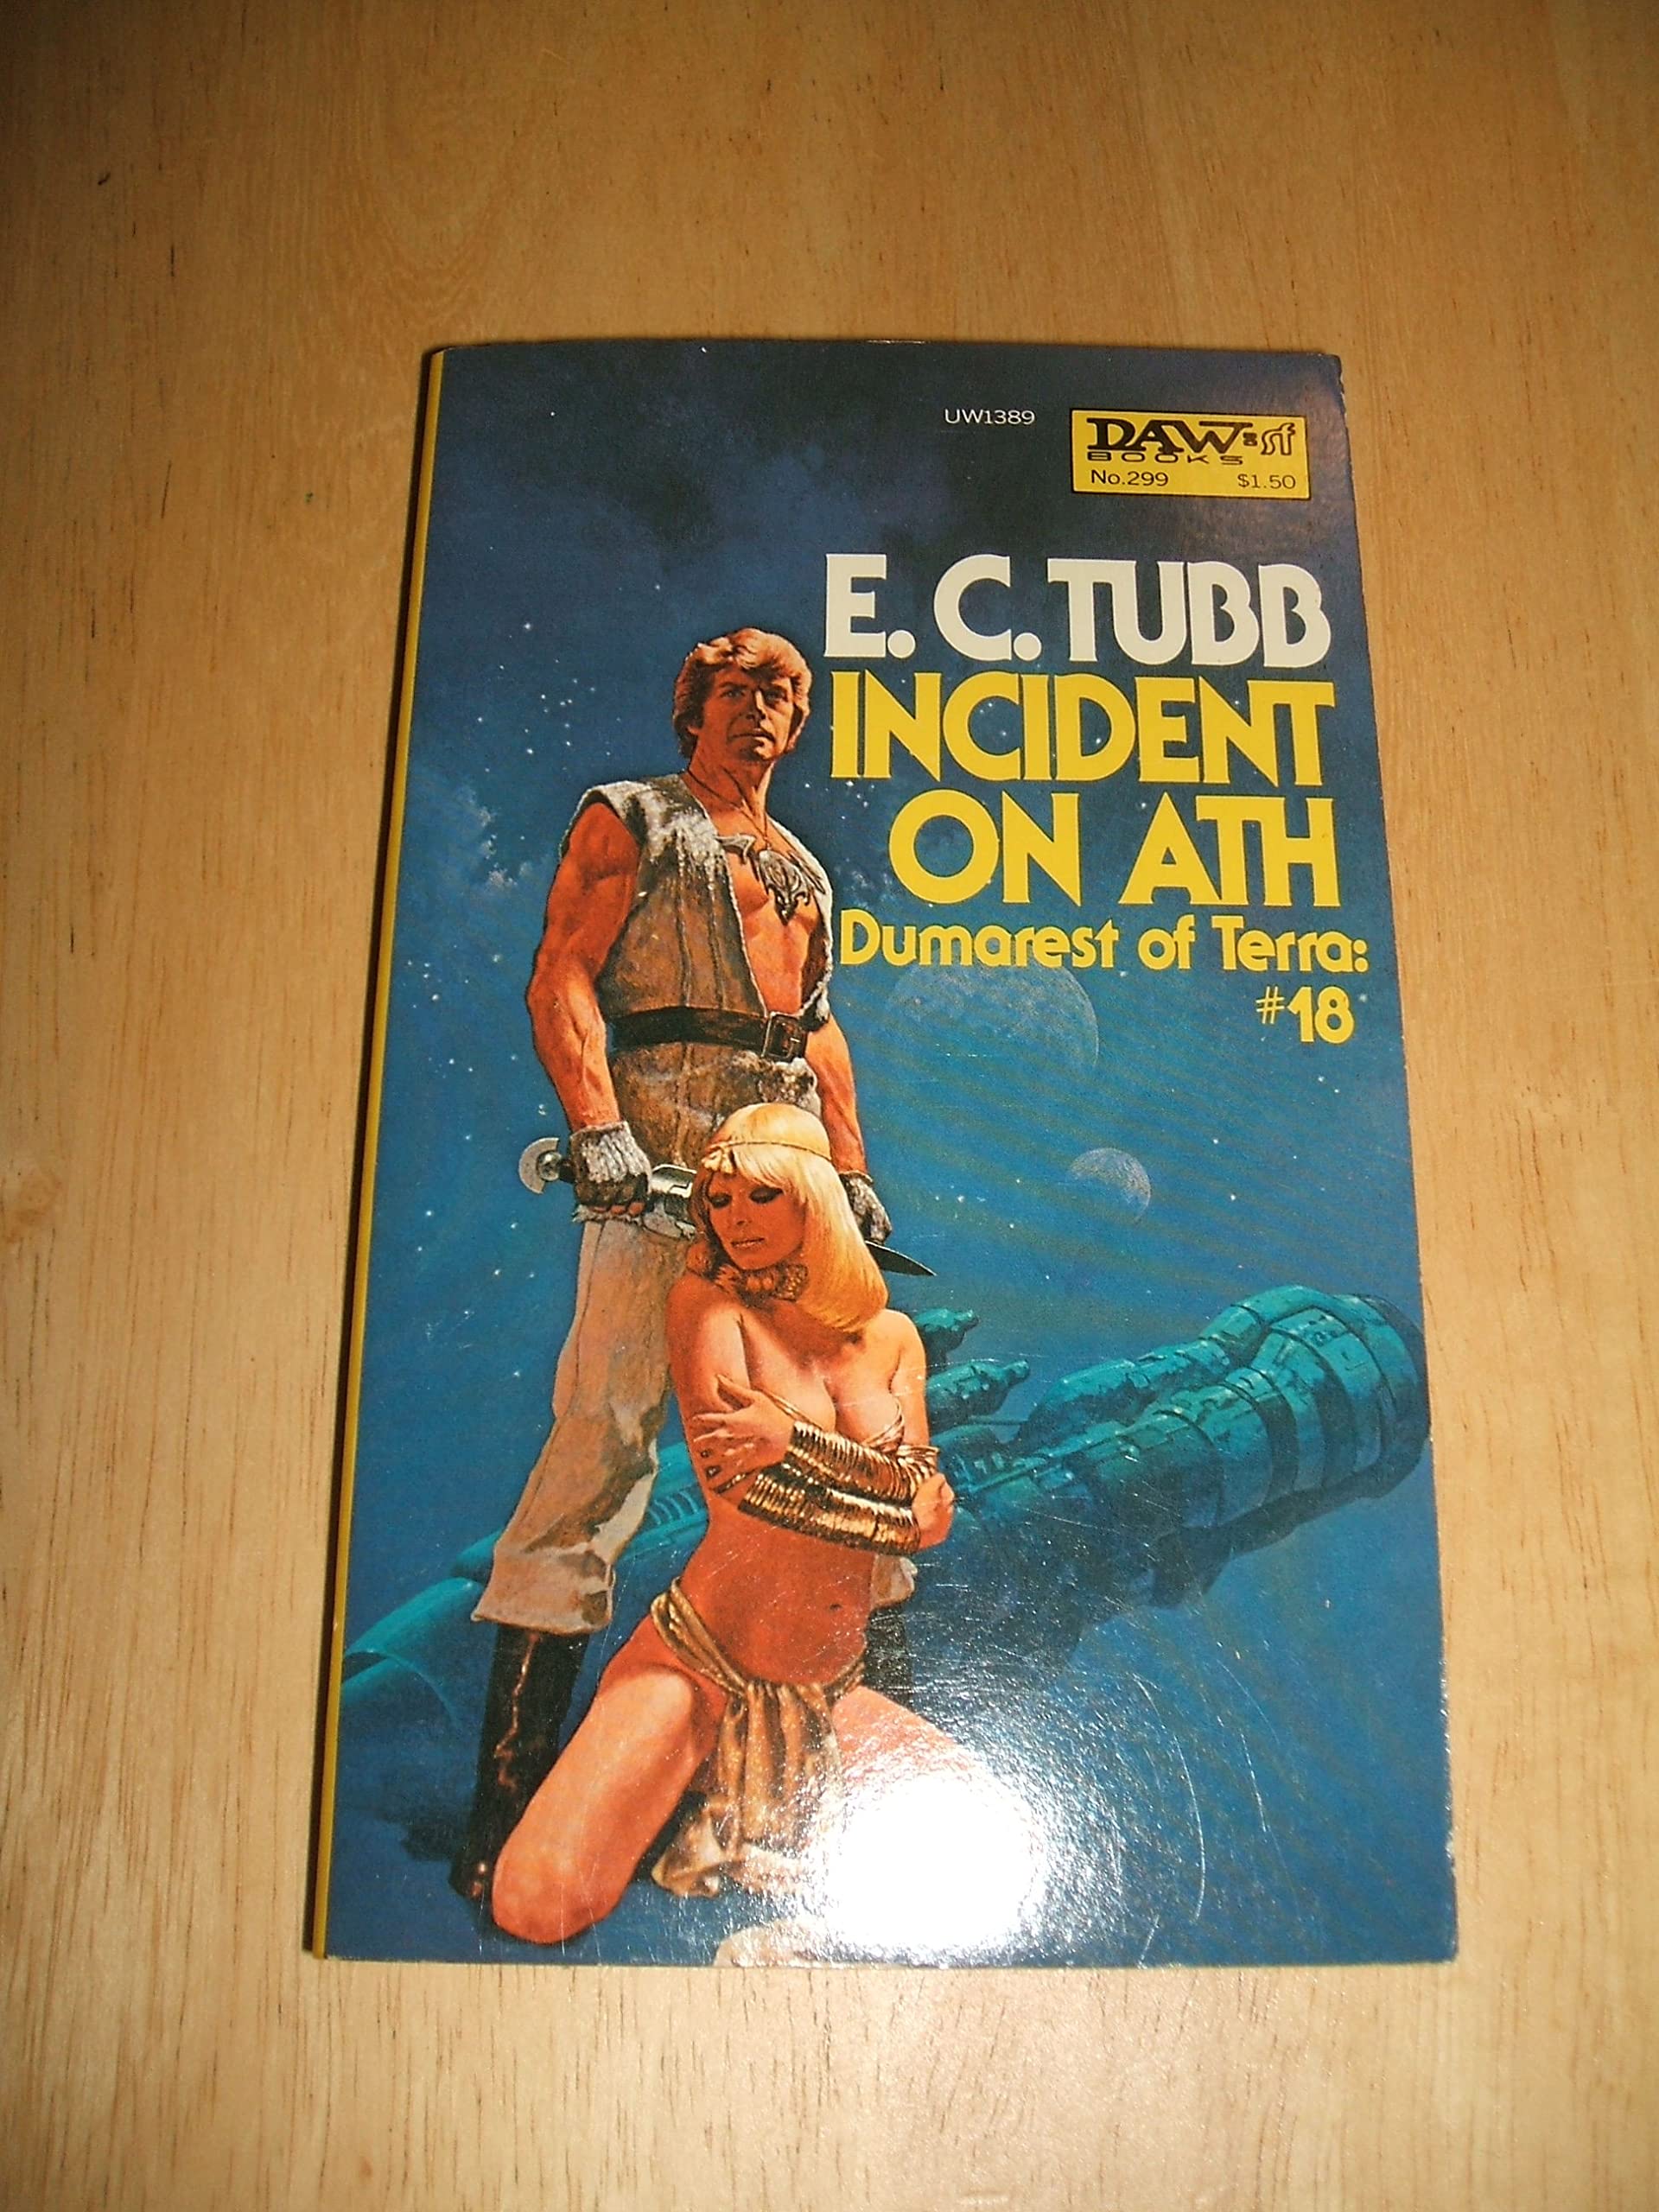 UW1389
DAW sf
BOOKS
No.299 $1.50
E. C. TUBB
INCIDENT
ON ATH
Dumarest of Terra:
#18